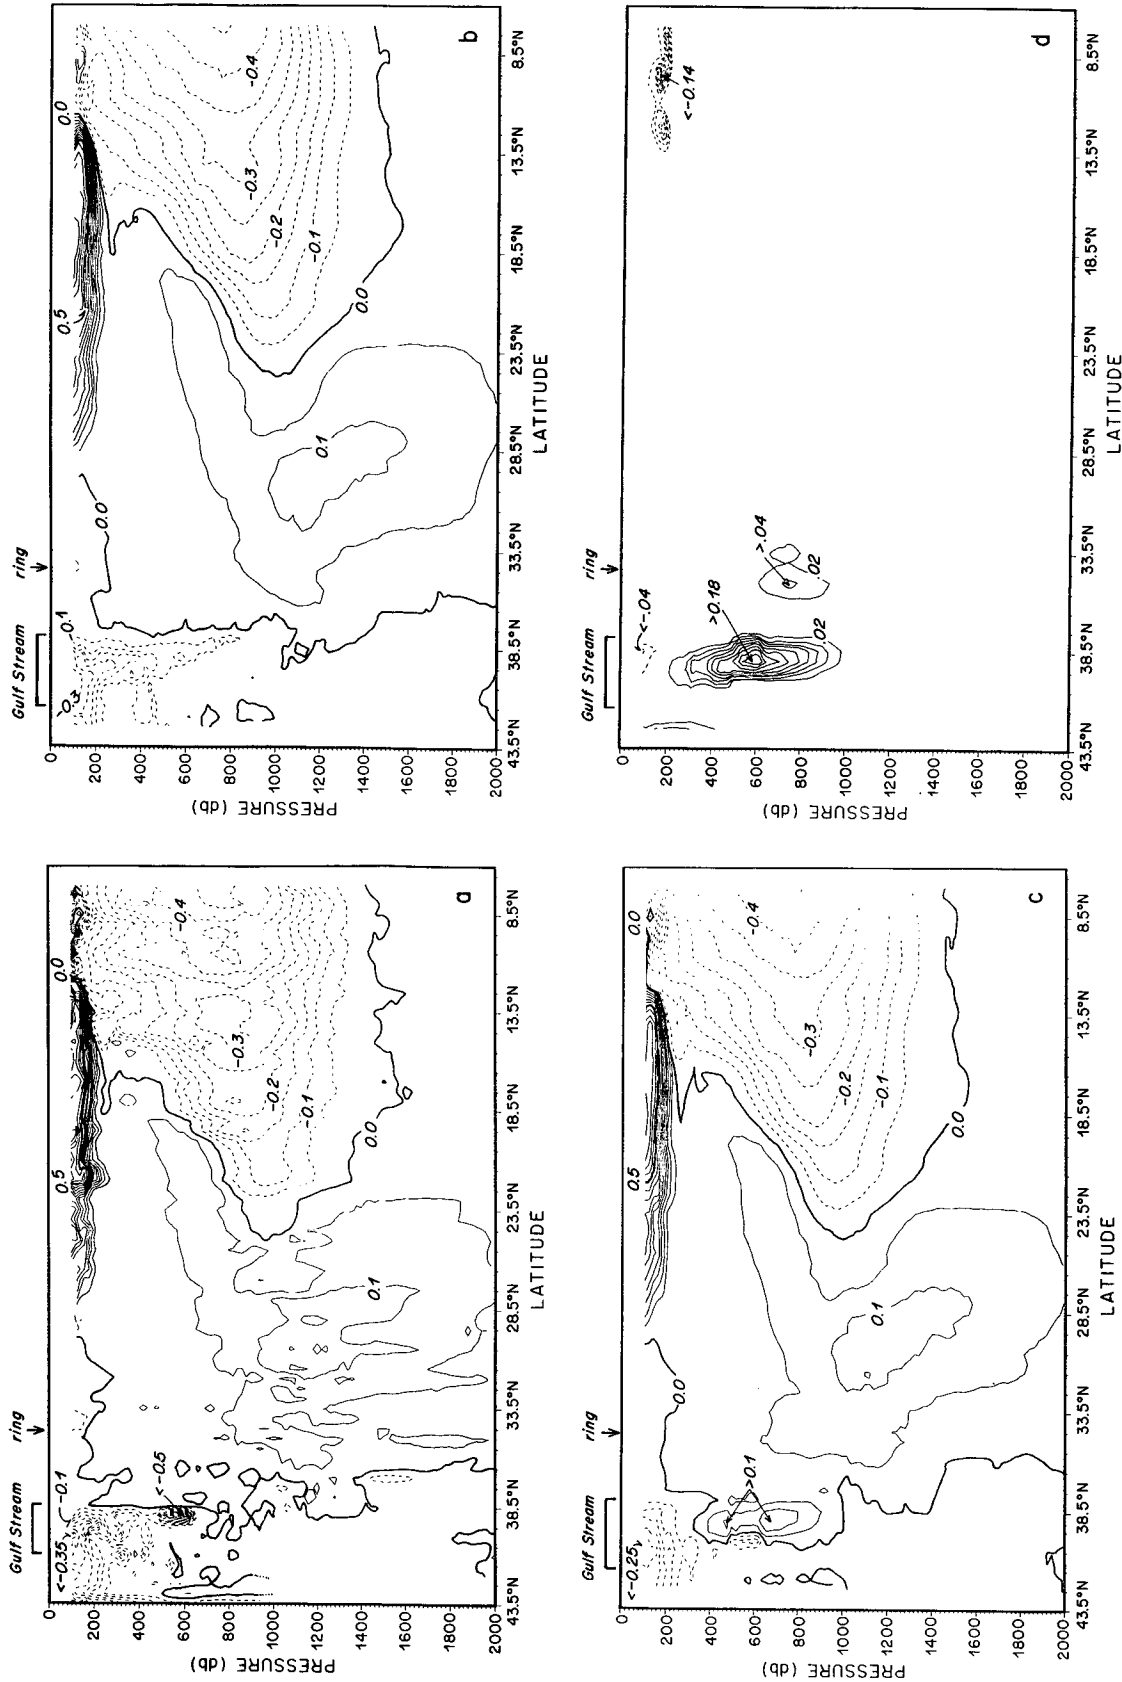 Gulf Stream
ring
<-0.35
<-0.1
0.5
0.0
<-0.5
-0.4
-0.3
-0.2
-0.1
0.0
0.1
a
0
200
400
600
800
1000
1200
1400
1600
1800
2000
PRESSURE (db)
43.5°N
38.5°N
33.5°N
28.5°N
23.5°N
18.5°N
13.5°N
8.5°N
LATITUDE
Gulf Stream
ring
-0.3
-0.1
0.5
0.0
0.0
-0.4
-0.3
-0.2
-0.1
0.0
0.1
b
0
200
400
600
800
1000
1200
1400
1600
1800
2000
PRESSURE (db)
43.5°N
38.5°N
33.5°N
28.5°N
23.5°N
18.5°N
13.5°N
8.5°N
LATITUDE
Gulf Stream
ring
<-0.25
0.5
0.0
0.0
>0.1
-0.4
-0.3
-0.2
-0.1
0.0
0.1
c
0
200
400
600
800
1000
1200
1400
1600
1800
2000
PRESSURE (db)
43.5°N
38.5°N
33.5°N
28.5°N
23.5°N
18.5°N
13.5°N
8.5°N
LATITUDE
Gulf Stream
ring
<-.04
>0.18
>.04
.02
.02
<-0.14
d
0
200
400
600
800
1000
1200
1400
1600
1800
2000
PRESSURE (db)
43.5°N
38.5°N
33.5°N
28.5°N
23.5°N
18.5°N
13.5°N
8.5°N
LATITUDE